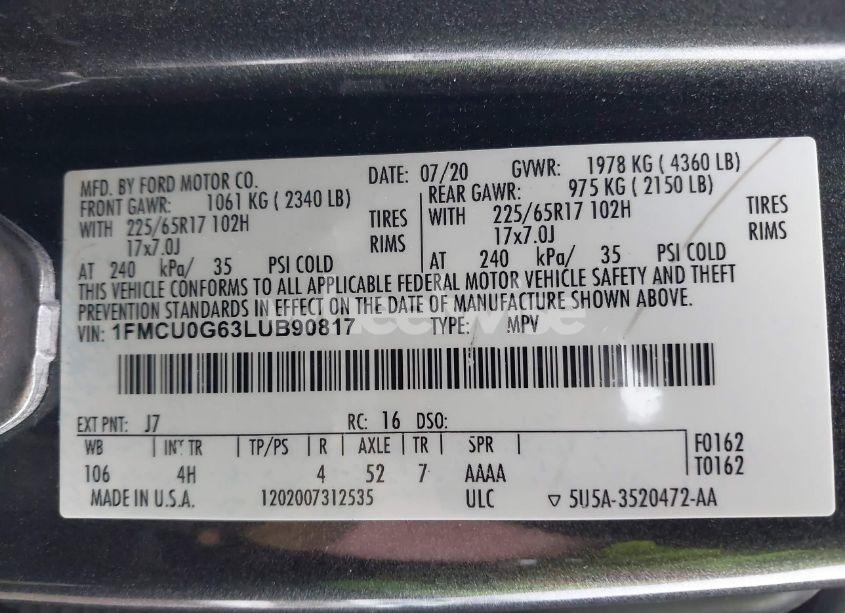 MFD. BY FORD MOTOR CO. DATE: 07/20 GVWR: 1978 KG ( 4360 LB)
FRONT GAWR: 1061 KG ( 2340 LB) REAR GAWR: 975 KG ( 2150 LB)
WITH 225/65R17 102H TIRES WITH 225/65R17 102H TIRES
17x7.0J RIMS 17x7.0J RIMS
AT 240 kPa/ 35 PSI COLD AT 240 kPa/ 35 PSI COLD
THIS VEHICLE CONFORMS TO ALL APPLICABLE FEDERAL MOTOR VEHICLE SAFETY AND THEFT
PREVENTION STANDARDS IN EFFECT ON THE DATE OF MANUFACTURE SHOWN ABOVE.
VIN: 1FMCU0G63LUB90817 TYPE: MPV
EXT PNT: J7 RC: 16 DSO:
WB INT TR TP/PS R AXLE TR SPR F0162
106 4H 4 52 7 AAAA T0162
MADE IN U.S.A. 1202007312535 ULC ▽ 5U5A-3520472-AA